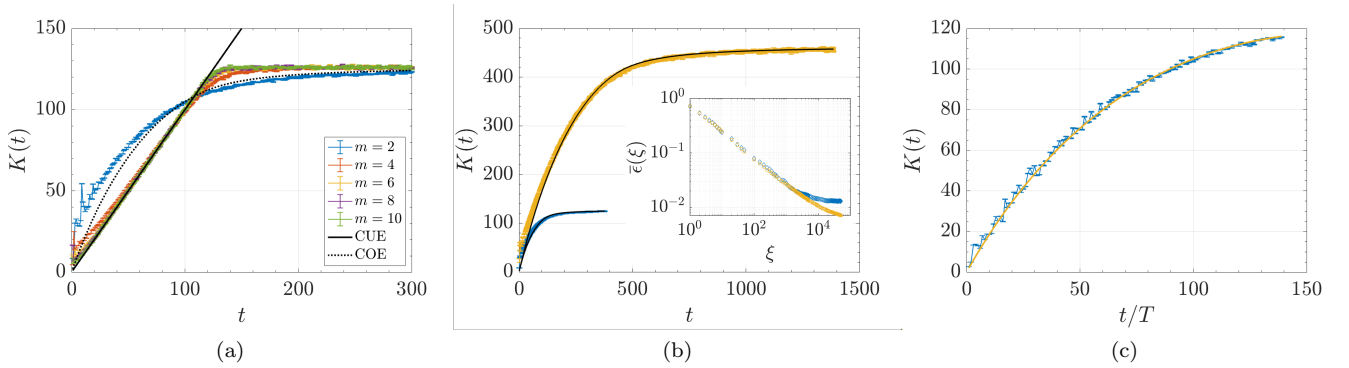 150
100
50
0
K(t)
0
100
200
300
t
m = 2
m = 4
m = 6
m = 8
m = 10
CUE
COE
(a)
500
400
300
200
100
0
K(t)
0
500
1000
1500
t
10^0
10^{-1}
10^{-2}
\overline{ϵ}(ξ)
10^0
10^2
10^4
ξ
(b)
120
100
80
60
40
20
0
K(t)
0
50
100
150
t/T
(c)